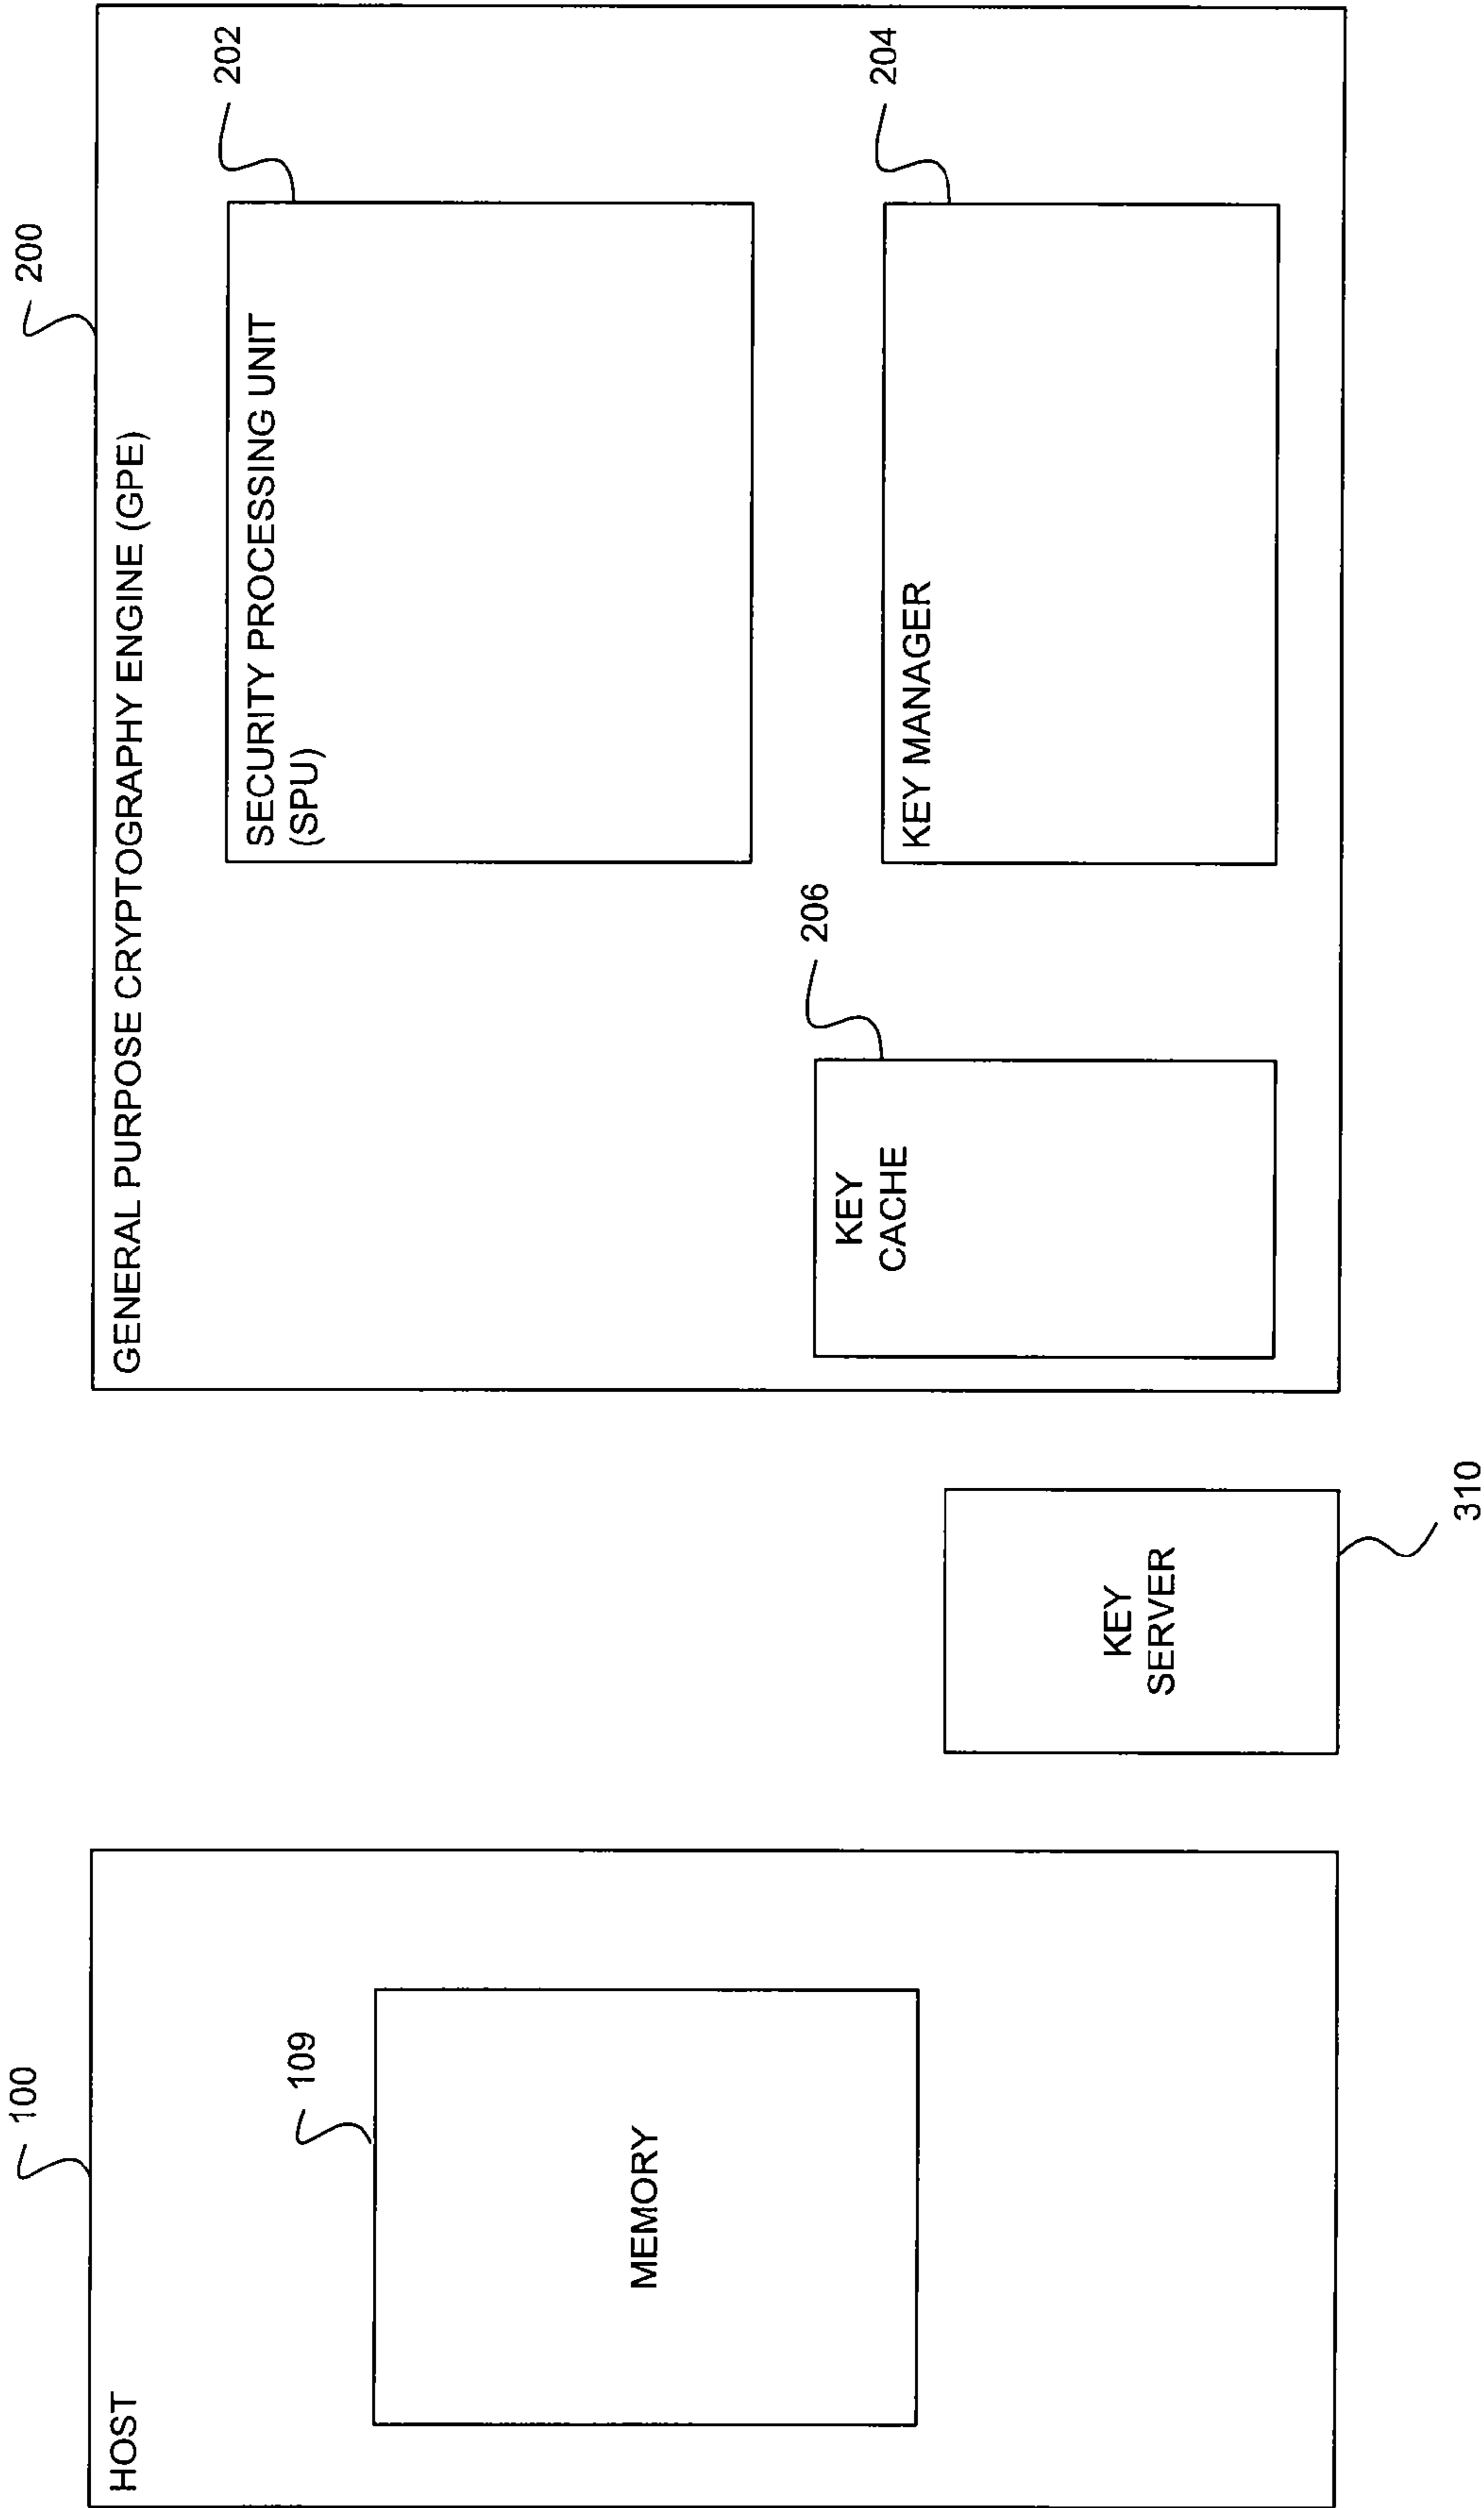 100
HOST
109
MEMORY
KEY
SERVER
310
200
GENERAL PURPOSE CRYPTOGRAPHY ENGINE (GPE)
202
SECURITY PROCESSING UNIT
(SPU)
206
KEY
CACHE
204
KEY MANAGER